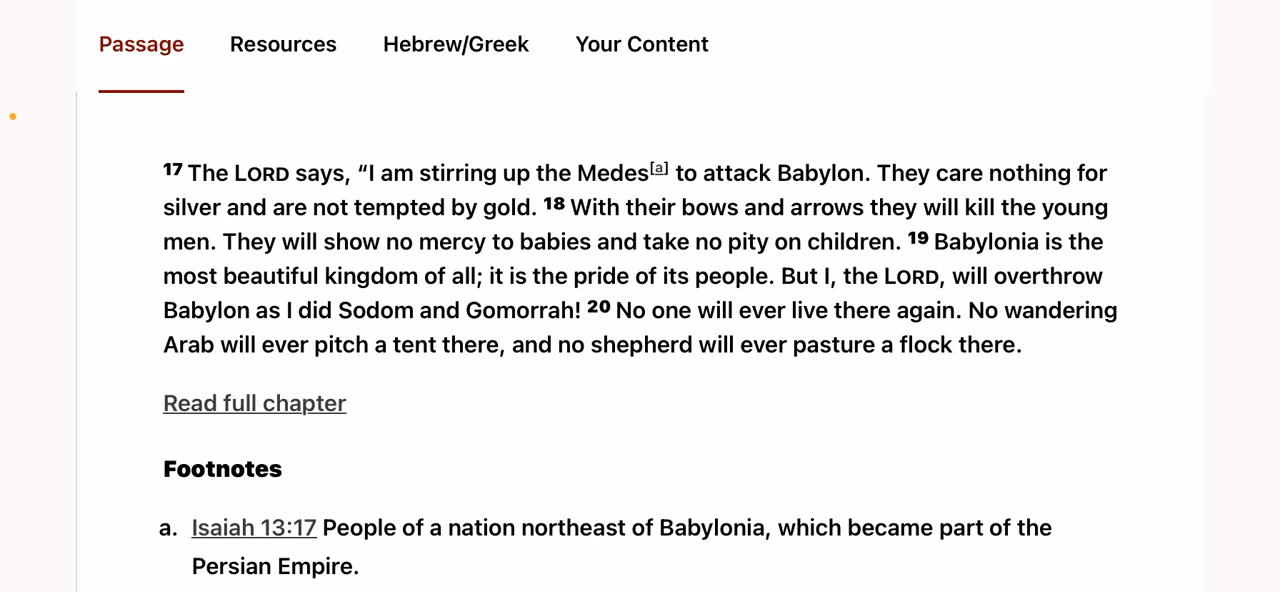 Passage Resources Hebrew/Greek Your Content
17 The LORD says, “I am stirring up the Medes[a] to attack Babylon. They care nothing for
silver and are not tempted by gold. 18 With their bows and arrows they will kill the young
men. They will show no mercy to babies and take no pity on children. 19 Babylonia is the
most beautiful kingdom of all; it is the pride of its people. But I, the LORD, will overthrow
Babylon as I did Sodom and Gomorrah! 20 No one will ever live there again. No wandering
Arab will ever pitch a tent there, and no shepherd will ever pasture a flock there.
Read full chapter
Footnotes
a. Isaiah 13:17 People of a nation northeast of Babylonia, which became part of the
Persian Empire.